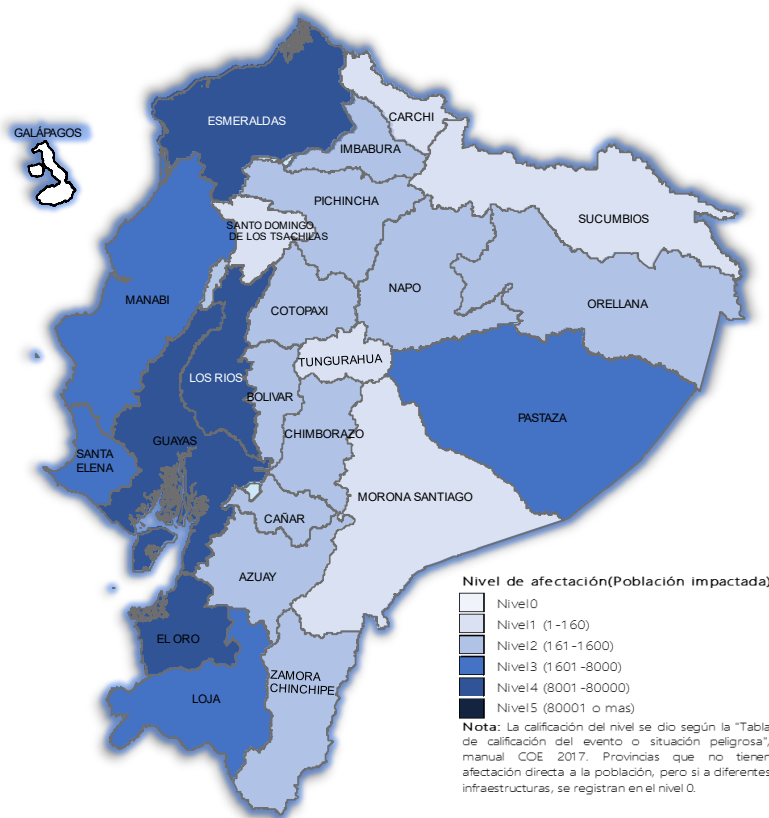 ESMERALDAS
CARCHI
GALÁPAGOS
IMBABURA
PICHINCHA
SUCUMBIOS
SANTO DOMINGO
DE LOS TSACHILAS
NAPO
MANABI
ORELLANA
COTOPAXI
TUNGURAHUA
LOS RIOS
BOLIVAR
PASTAZA
CHIMBORAZO
GUAYAS
SANTA
ELENA
MORONA SANTIAGO
CAÑAR
AZUAY
EL ORO
ZAMORA
CHINCHIPE
LOJA
Nivel de afectación(Población impactada)
Nivel0
Nivel1 (1-160)
Nivel2 (161-1600)
Nivel3 (1601-8000)
Nivel4 (8001-80000)
Nivel5 (80001 o mas)
Nota: La calificación del nivel se dio según la "Tabla
de calificación del evento o situación peligrosa",
manual COE 2017. Provincias que no tienen
afectación directa a la población, pero si a diferentes
infraestructuras, se registran en el nivel 0.